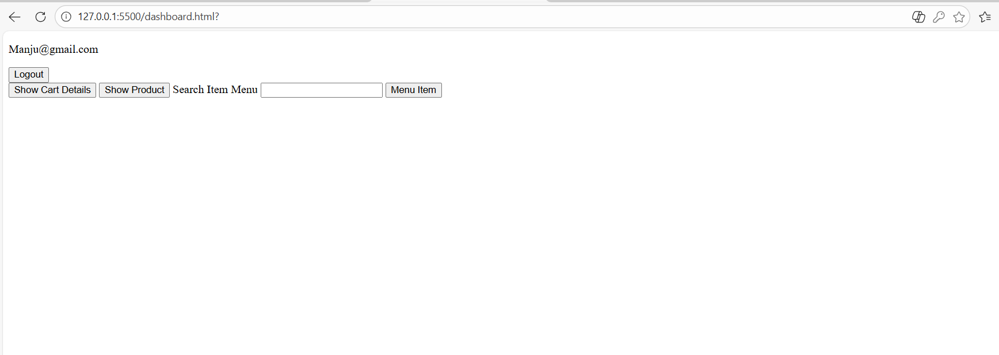 127.0.0.1:5500/dashboard.html?
Manju@gmail.com
Logout
Show Cart Details Show Product Search Item Menu Menu Item